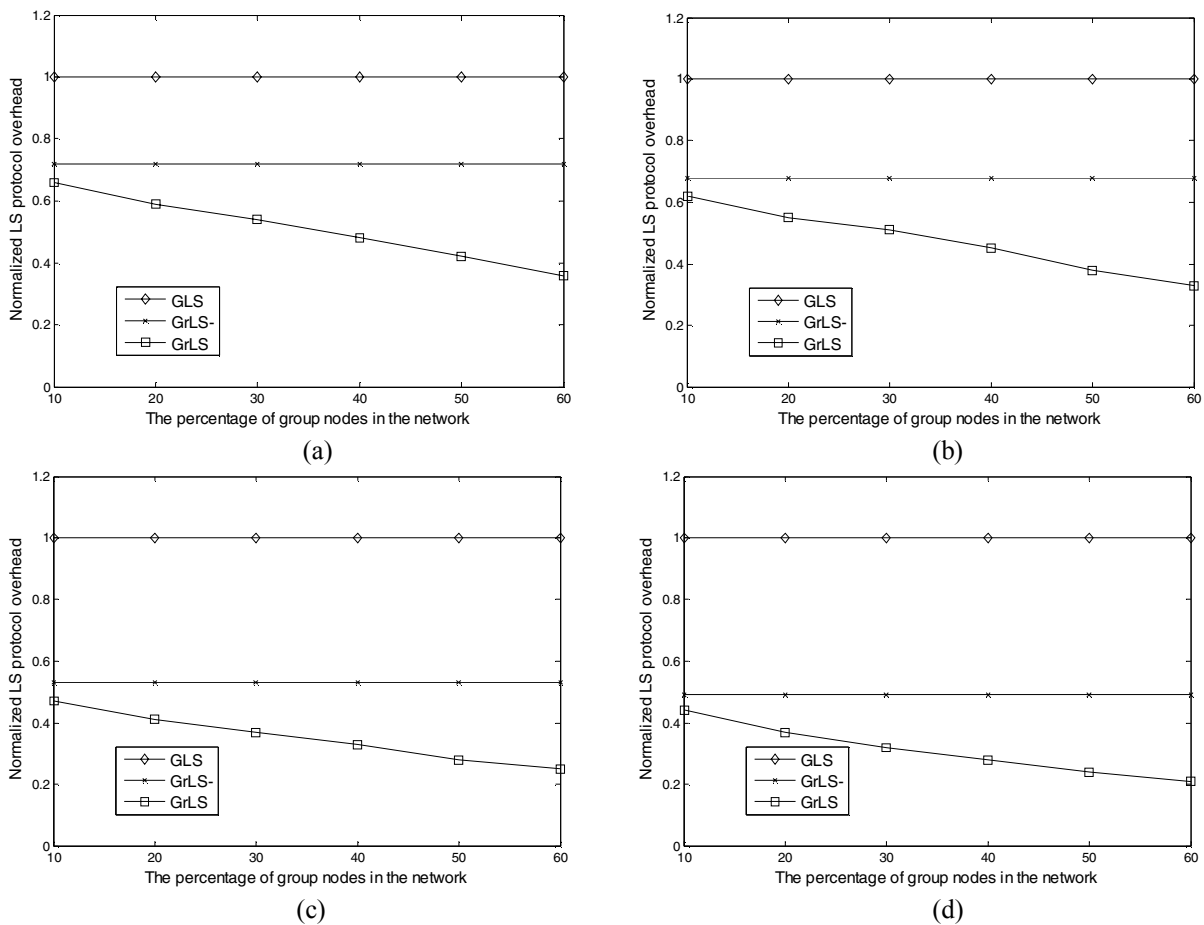 1.2
1
0.8
0.6
0.4
0.2
0
Normalized LS protocol overhead
GLS
GrLS-
GrLS
10 20 30 40 50 60
The percentage of group nodes in the network
(a)
1.2
1
0.8
0.6
0.4
0.2
0
Normalized LS protocol overhead
GLS
GrLS-
GrLS
10 20 30 40 50 60
The percentage of group nodes in the network
(b)
1.2
1
0.8
0.6
0.4
0.2
0
Normalized LS protocol overhead
GLS
GrLS-
GrLS
10 20 30 40 50 60
The percentage of group nodes in the network
(c)
1.2
1
0.8
0.6
0.4
0.2
0
Normalized LS protocol overhead
GLS
GrLS-
GrLS
10 20 30 40 50 60
The percentage of group nodes in the network
(d)